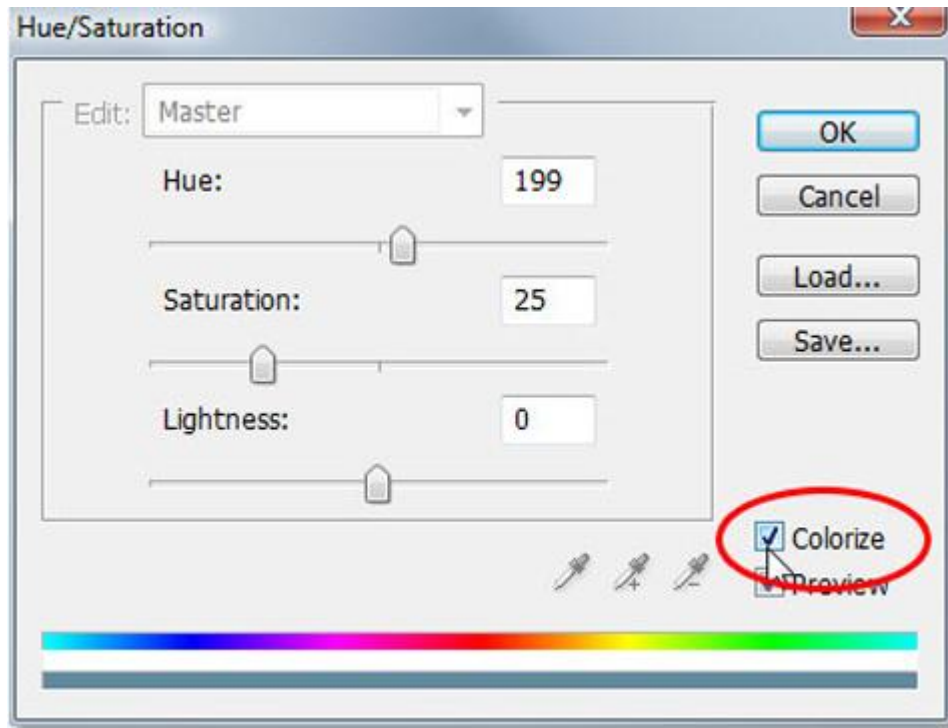 Hue/Saturation
X
Edit: Master
OK
Hue: 199
Cancel
Load...
Saturation: 25
Save...
Lightness: 0
Colorize
Preview